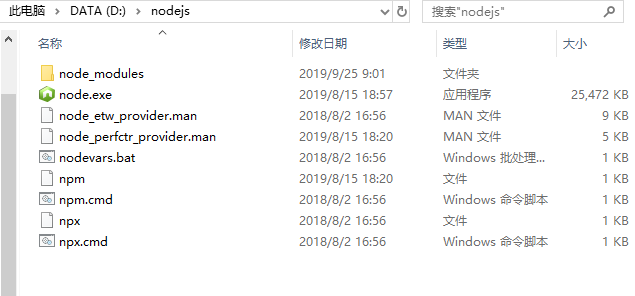 此电脑 › DATA (D:) › nodejs 搜索"nodejs"
名称 修改日期 类型 大小
node_modules 2019/9/25 9:01 文件夹
node.exe 2019/8/15 18:57 应用程序 25,472 KB
node_etw_provider.man 2018/8/2 16:56 MAN 文件 9 KB
node_perfctr_provider.man 2019/8/15 18:20 MAN 文件 5 KB
nodevars.bat 2018/8/2 16:56 Windows 批处理... 1 KB
npm 2019/8/15 18:20 文件 1 KB
npm.cmd 2018/8/2 16:56 Windows 命令脚本 1 KB
npx 2018/8/2 16:56 文件 1 KB
npx.cmd 2018/8/2 16:56 Windows 命令脚本 1 KB